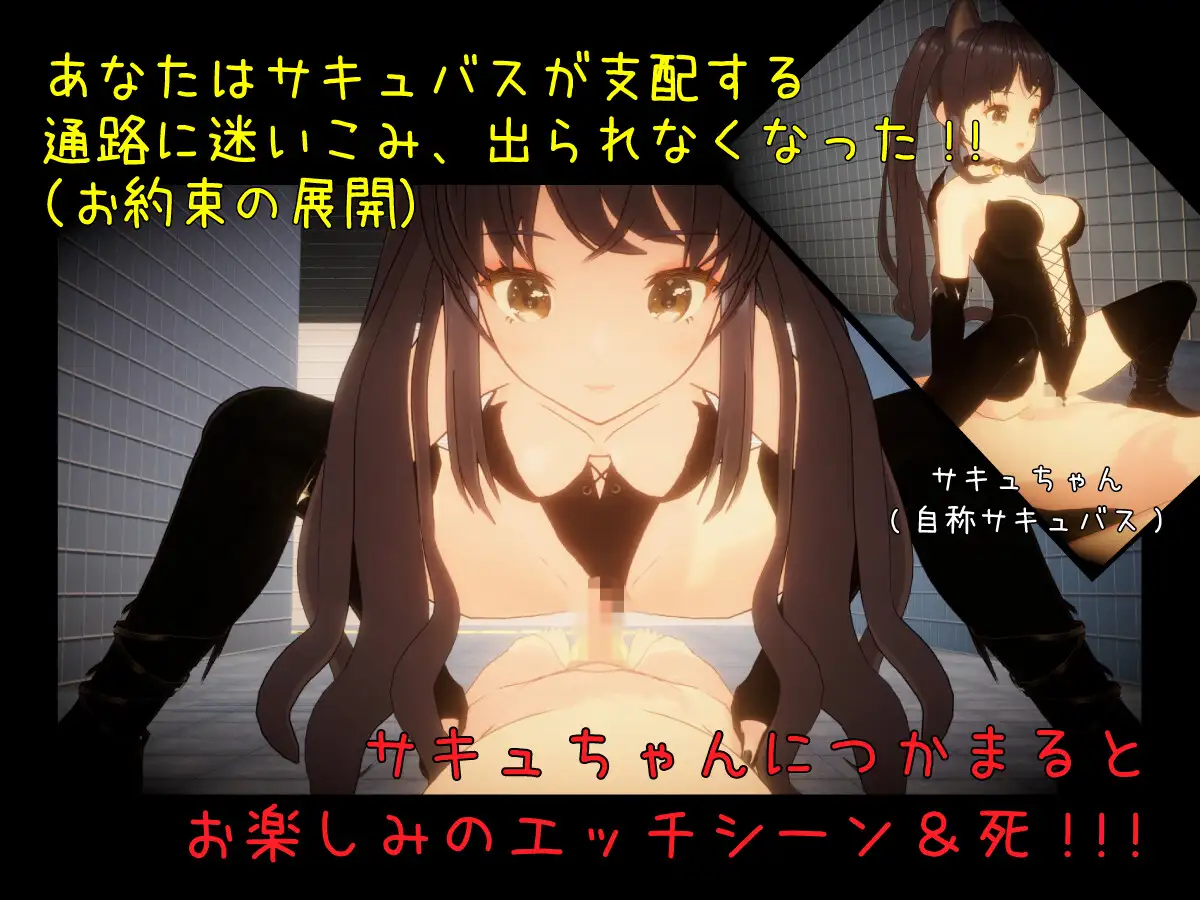 あなたはサキュバスが支配する
通路に迷いこみ、出られなくなった!!
(お約束の展開)
サキュちゃん
(自称サキュバス)
サキュちゃんにつかまると
お楽しみのエッチシーン&死!!!